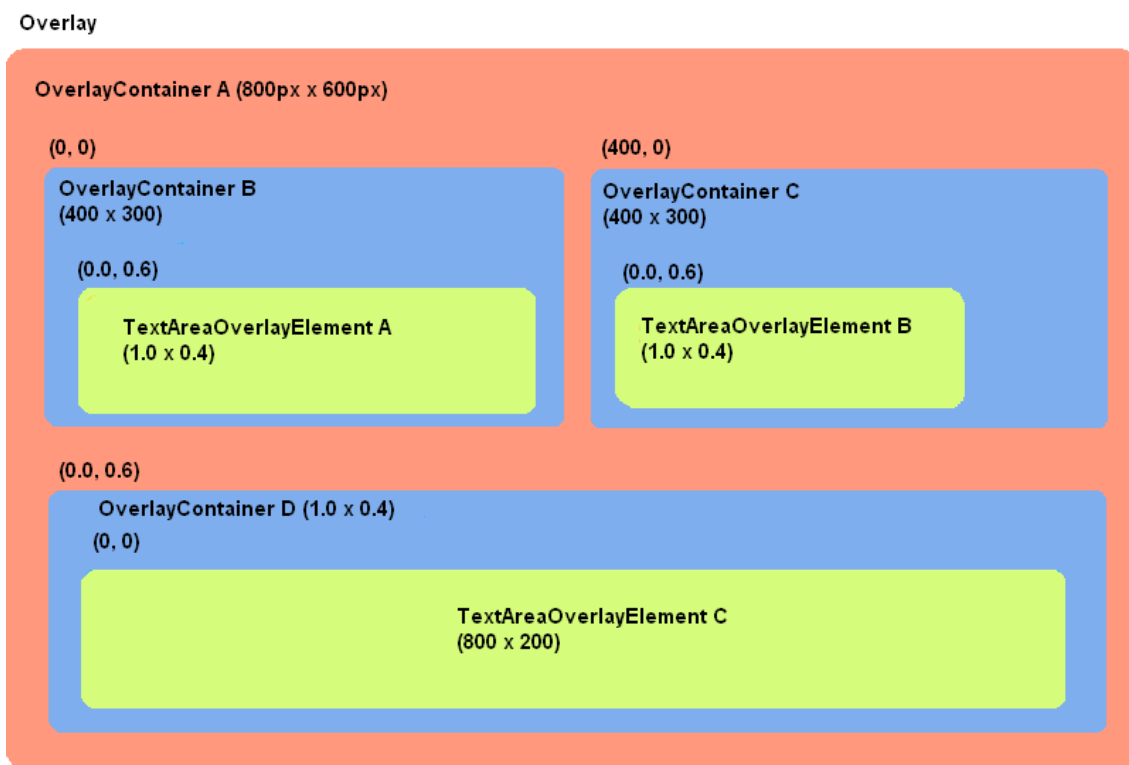 Overlay
OverlayContainer A (800px x 600px)
(0, 0)
OverlayContainer B
(400 x 300)
(0.0, 0.6)
TextAreaOverlayElement A
(1.0 x 0.4)
(400, 0)
OverlayContainer C
(400 x 300)
(0.0, 0.6)
TextAreaOverlayElement B
(1.0 x 0.4)
(0.0, 0.6)
OverlayContainer D (1.0 x 0.4)
(0, 0)
TextAreaOverlayElement C
(800 x 200)